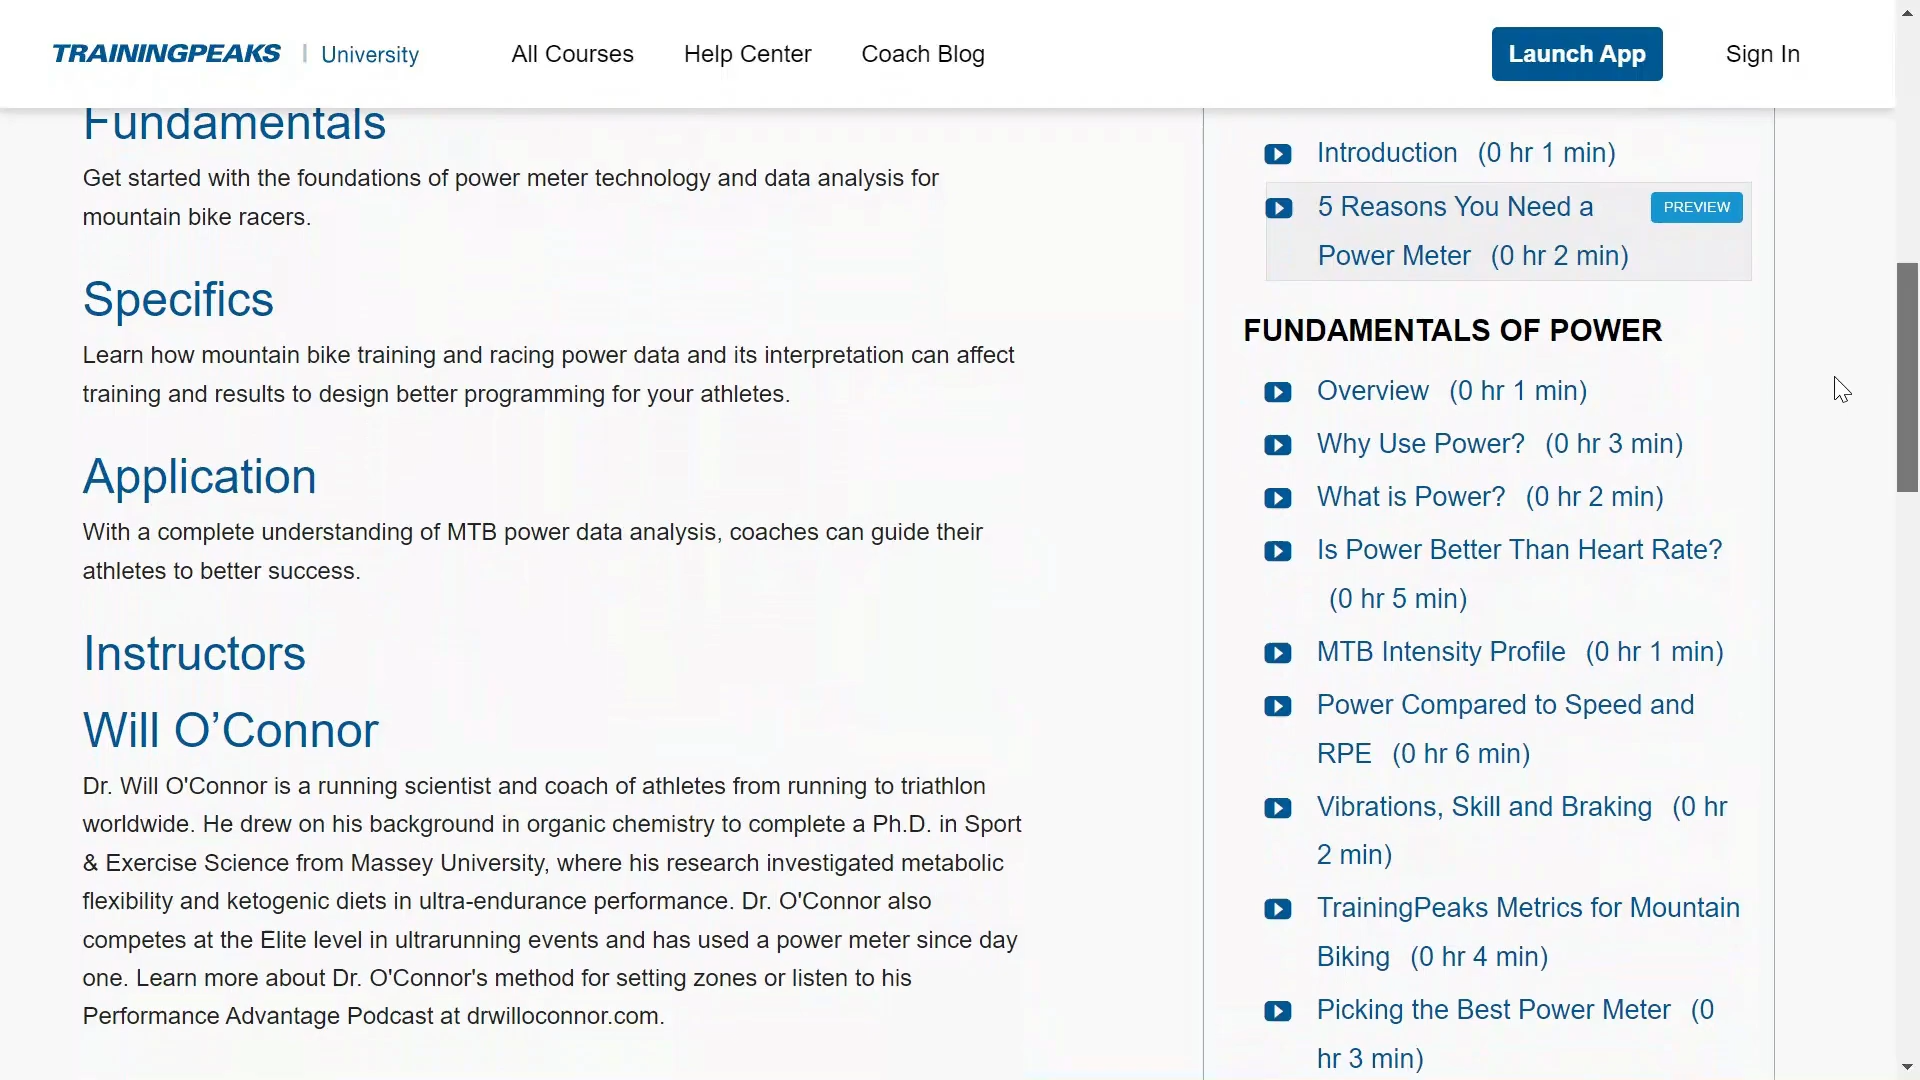 TRAININGPEAKS | University
All Courses
Help Center
Coach Blog
Launch App
Sign In
Fundamentals
Get started with the foundations of power meter technology and data analysis for
mountain bike racers.
Specifics
Learn how mountain bike training and racing power data and its interpretation can affect
training and results to design better programming for your athletes.
Application
With a complete understanding of MTB power data analysis, coaches can guide their
athletes to better success.
Instructors
Will O’Connor
Dr. Will O'Connor is a running scientist and coach of athletes from running to triathlon
worldwide. He drew on his background in organic chemistry to complete a Ph.D. in Sport
& Exercise Science from Massey University, where his research investigated metabolic
flexibility and ketogenic diets in ultra-endurance performance. Dr. O'Connor also
competes at the Elite level in ultrarunning events and has used a power meter since day
one. Learn more about Dr. O'Connor's method for setting zones or listen to his
Performance Advantage Podcast at drwilloconnor.com.
Introduction (0 hr 1 min)
5 Reasons You Need a
PREVIEW
Power Meter (0 hr 2 min)
FUNDAMENTALS OF POWER
Overview (0 hr 1 min)
Why Use Power? (0 hr 3 min)
What is Power? (0 hr 2 min)
Is Power Better Than Heart Rate?
(0 hr 5 min)
MTB Intensity Profile (0 hr 1 min)
Power Compared to Speed and
RPE (0 hr 6 min)
Vibrations, Skill and Braking (0 hr
2 min)
TrainingPeaks Metrics for Mountain
Biking (0 hr 4 min)
Picking the Best Power Meter (0
hr 3 min)